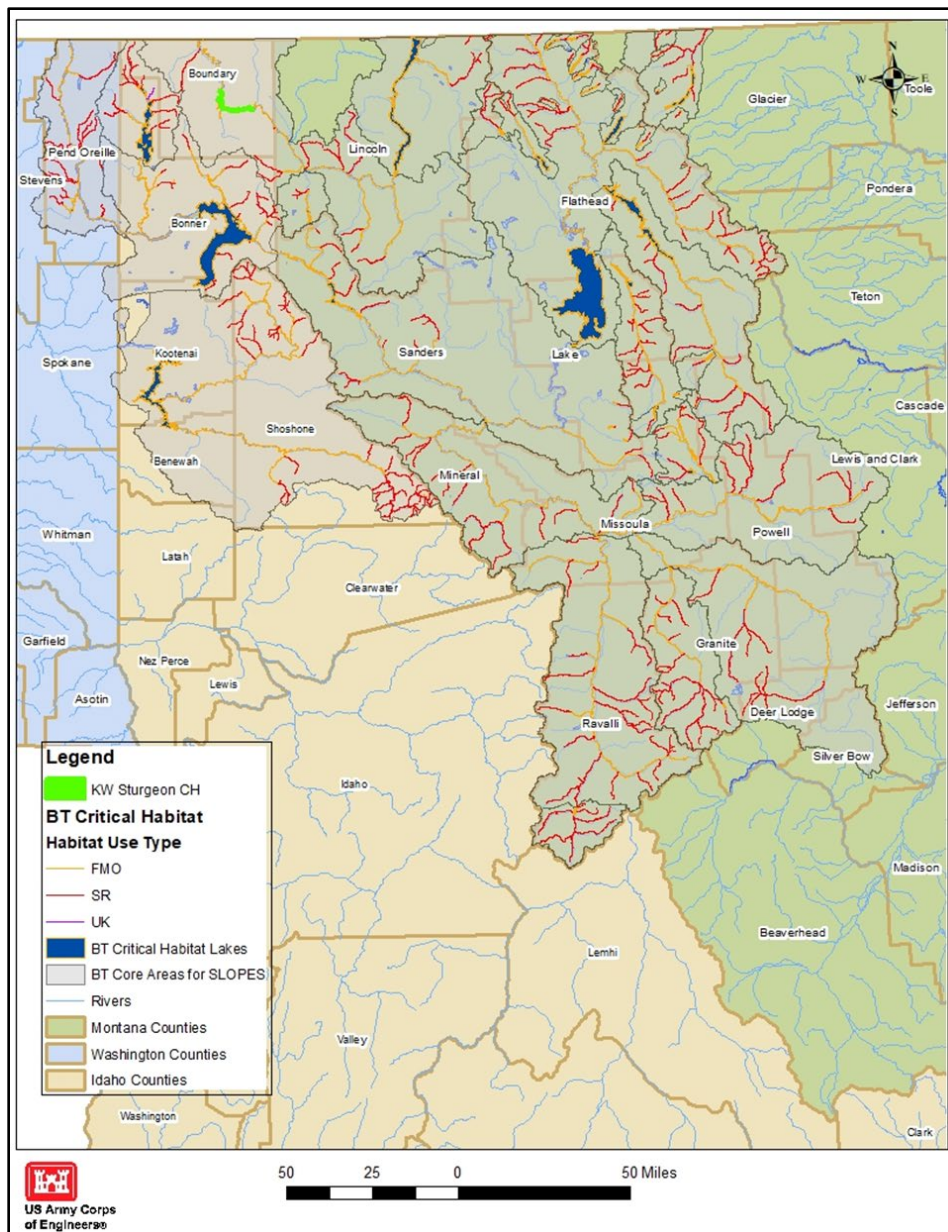 N
W
E
S
Boundary
Toole
Glacier
Pend Oreille
Lincoln
Stevens
Pondera
Flathead
Bonner
Teton
Kootenai
Sanders
Lake
Spokane
Cascade
Shoshone
Benewah
Lewis and Clark
Mineral
Missoula
Powell
Whitman
Latah
Clearwater
Garfield
Granite
Nez Perce
Lewis
Asotin
Jefferson
Deer Lodge
Ravalli
Silver Bow
Idaho
Madison
Beaverhead
Lemhi
Valley
Washington
Clark
Legend
KW Sturgeon CH
BT Critical Habitat
Habitat Use Type
FMO
SR
UK
BT Critical Habitat Lakes
BT Core Areas for SLOPES
Rivers
Montana Counties
Washington Counties
Idaho Counties
50 25 0 50 Miles
US Army Corps
of Engineers®